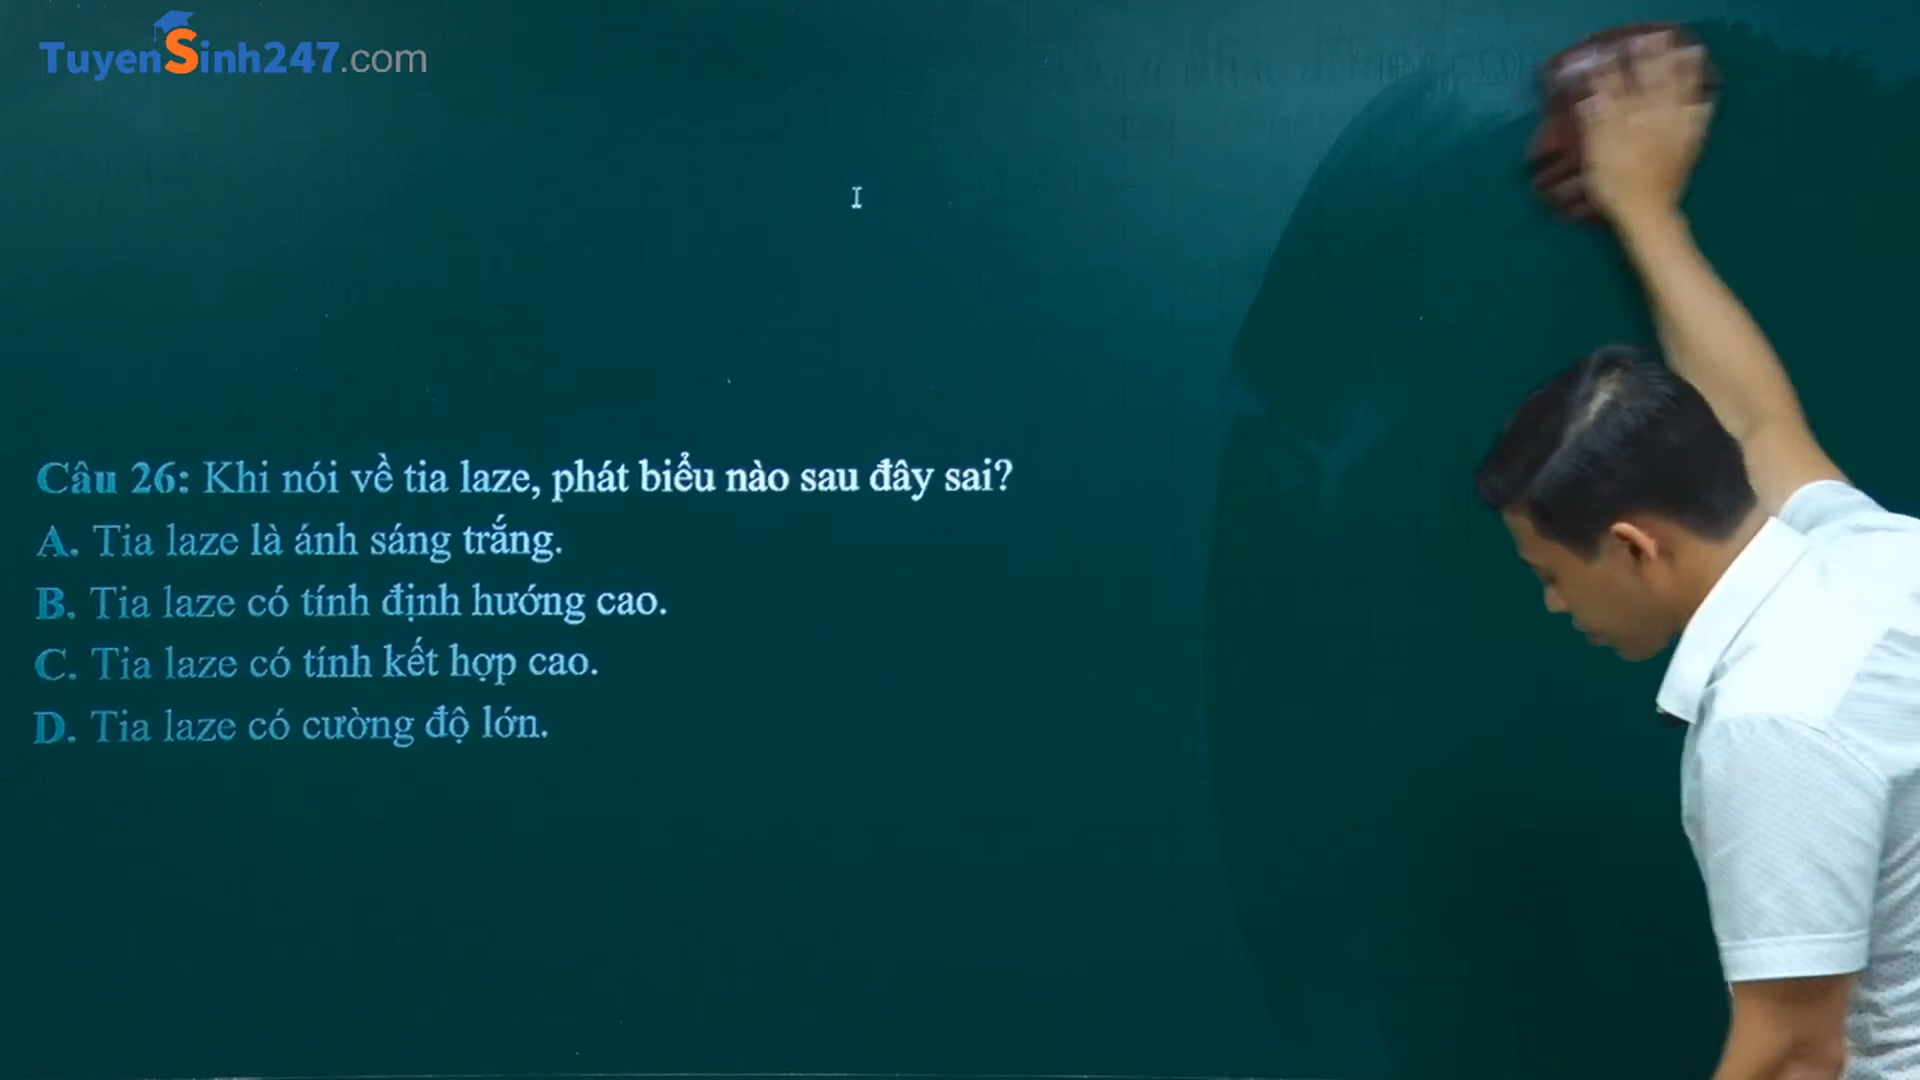 TuyenSinh247.com
Câu 26: Khi nói về tia laze, phát biểu nào sau đây sai?
A. Tia laze là ánh sáng trắng.
B. Tia laze có tính định hướng cao.
C. Tia laze có tính kết hợp cao.
D. Tia laze có cường độ lớn.